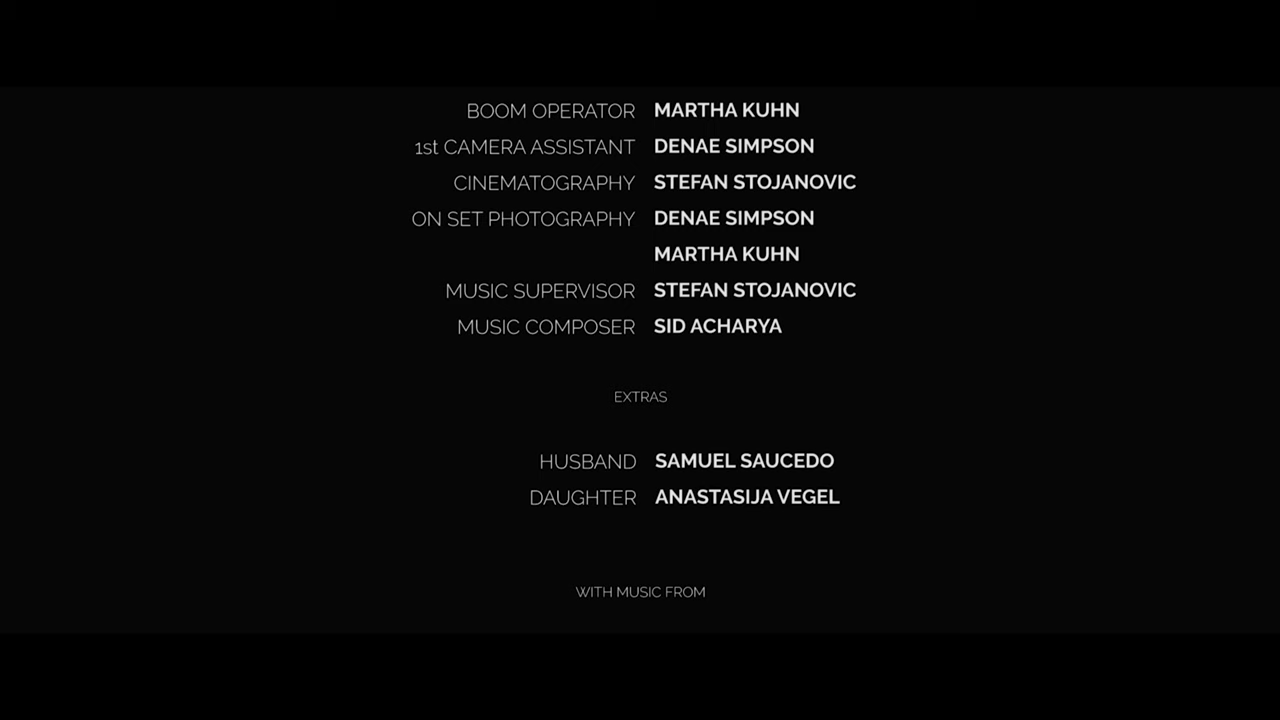 BOOM OPERATOR MARTHA KUHN
1st CAMERA ASSISTANT DENAE SIMPSON
CINEMATOGRAPHY STEFAN STOJANOVIC
ON SET PHOTOGRAPHY DENAE SIMPSON
MARTHA KUHN
MUSIC SUPERVISOR STEFAN STOJANOVIC
MUSIC COMPOSER SID ACHARYA
EXTRAS
HUSBAND SAMUEL SAUCEDO
DAUGHTER ANASTASIJA VEGEL
WITH MUSIC FROM